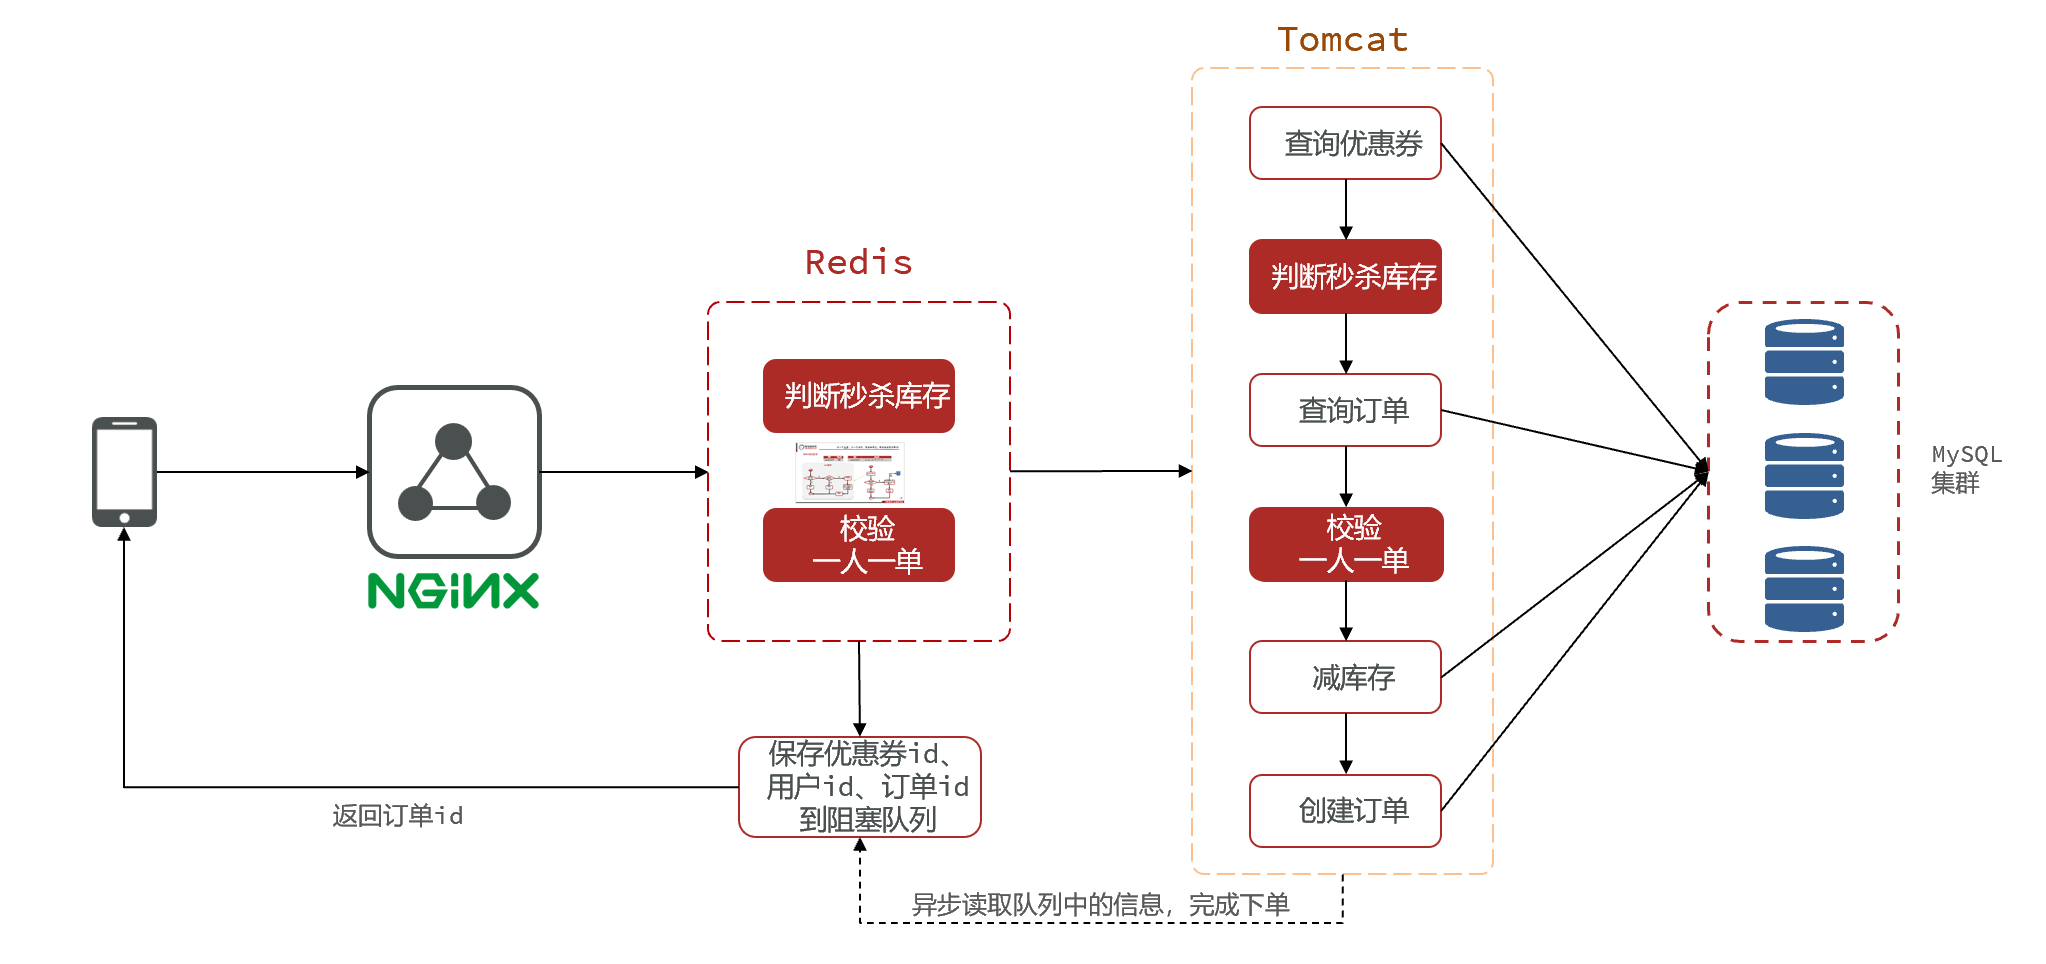 Tomcat
查询优惠券
判断秒杀库存
查询订单
校验
一人一单
减库存
创建订单
Redis
判断秒杀库存
校验
一人一单
NGINX
MySQL
集群
保存优惠券id、
用户id、订单id
到阻塞队列
返回订单id
异步读取队列中的信息，完成下单